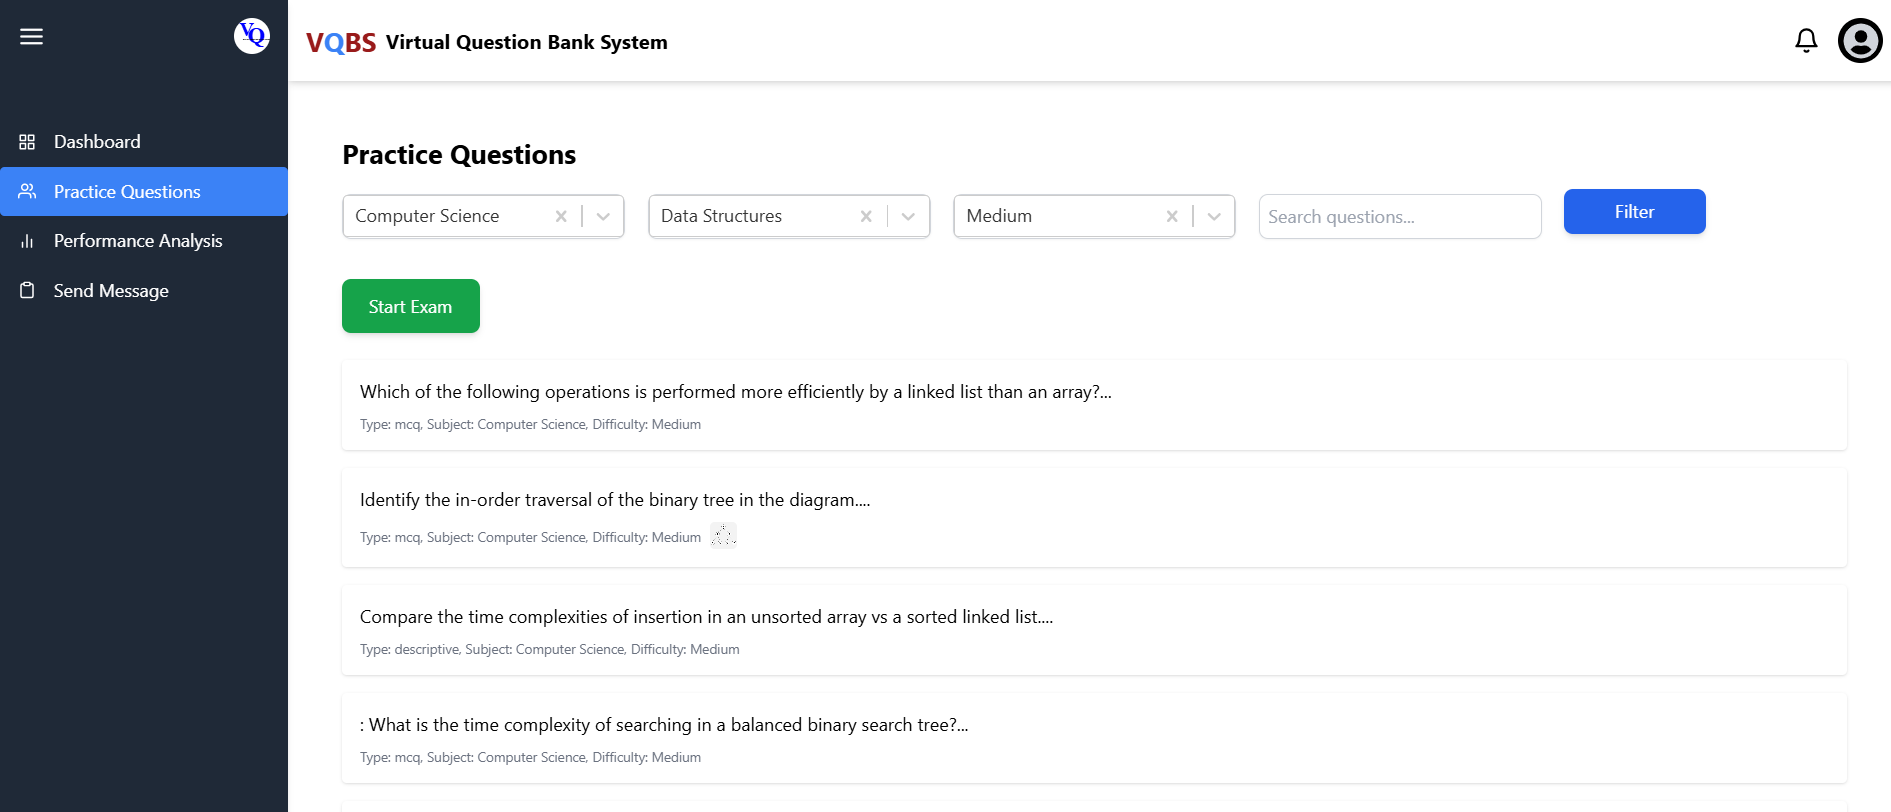 VQ
VQBS Virtual Question Bank System
Dashboard
Practice Questions
Performance Analysis
Send Message
Practice Questions
Computer Science
Data Structures
Medium
Search questions...
Filter
Start Exam
Which of the following operations is performed more efficiently by a linked list than an array?...
Type: mcq, Subject: Computer Science, Difficulty: Medium
Identify the in-order traversal of the binary tree in the diagram....
Type: mcq, Subject: Computer Science, Difficulty: Medium
Compare the time complexities of insertion in an unsorted array vs a sorted linked list....
Type: descriptive, Subject: Computer Science, Difficulty: Medium
: What is the time complexity of searching in a balanced binary search tree?...
Type: mcq, Subject: Computer Science, Difficulty: Medium